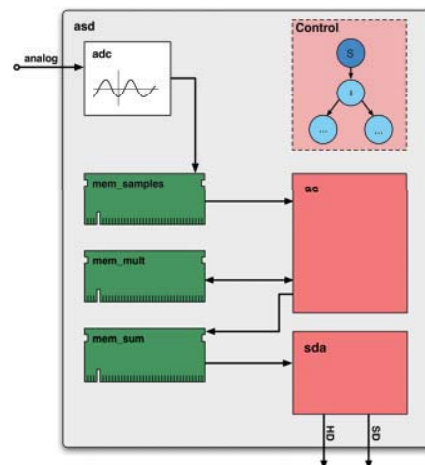 asd
Control
adc
analog
S
...
...
mem_samples
mem_mult
mem_sum
sda
HD
SD